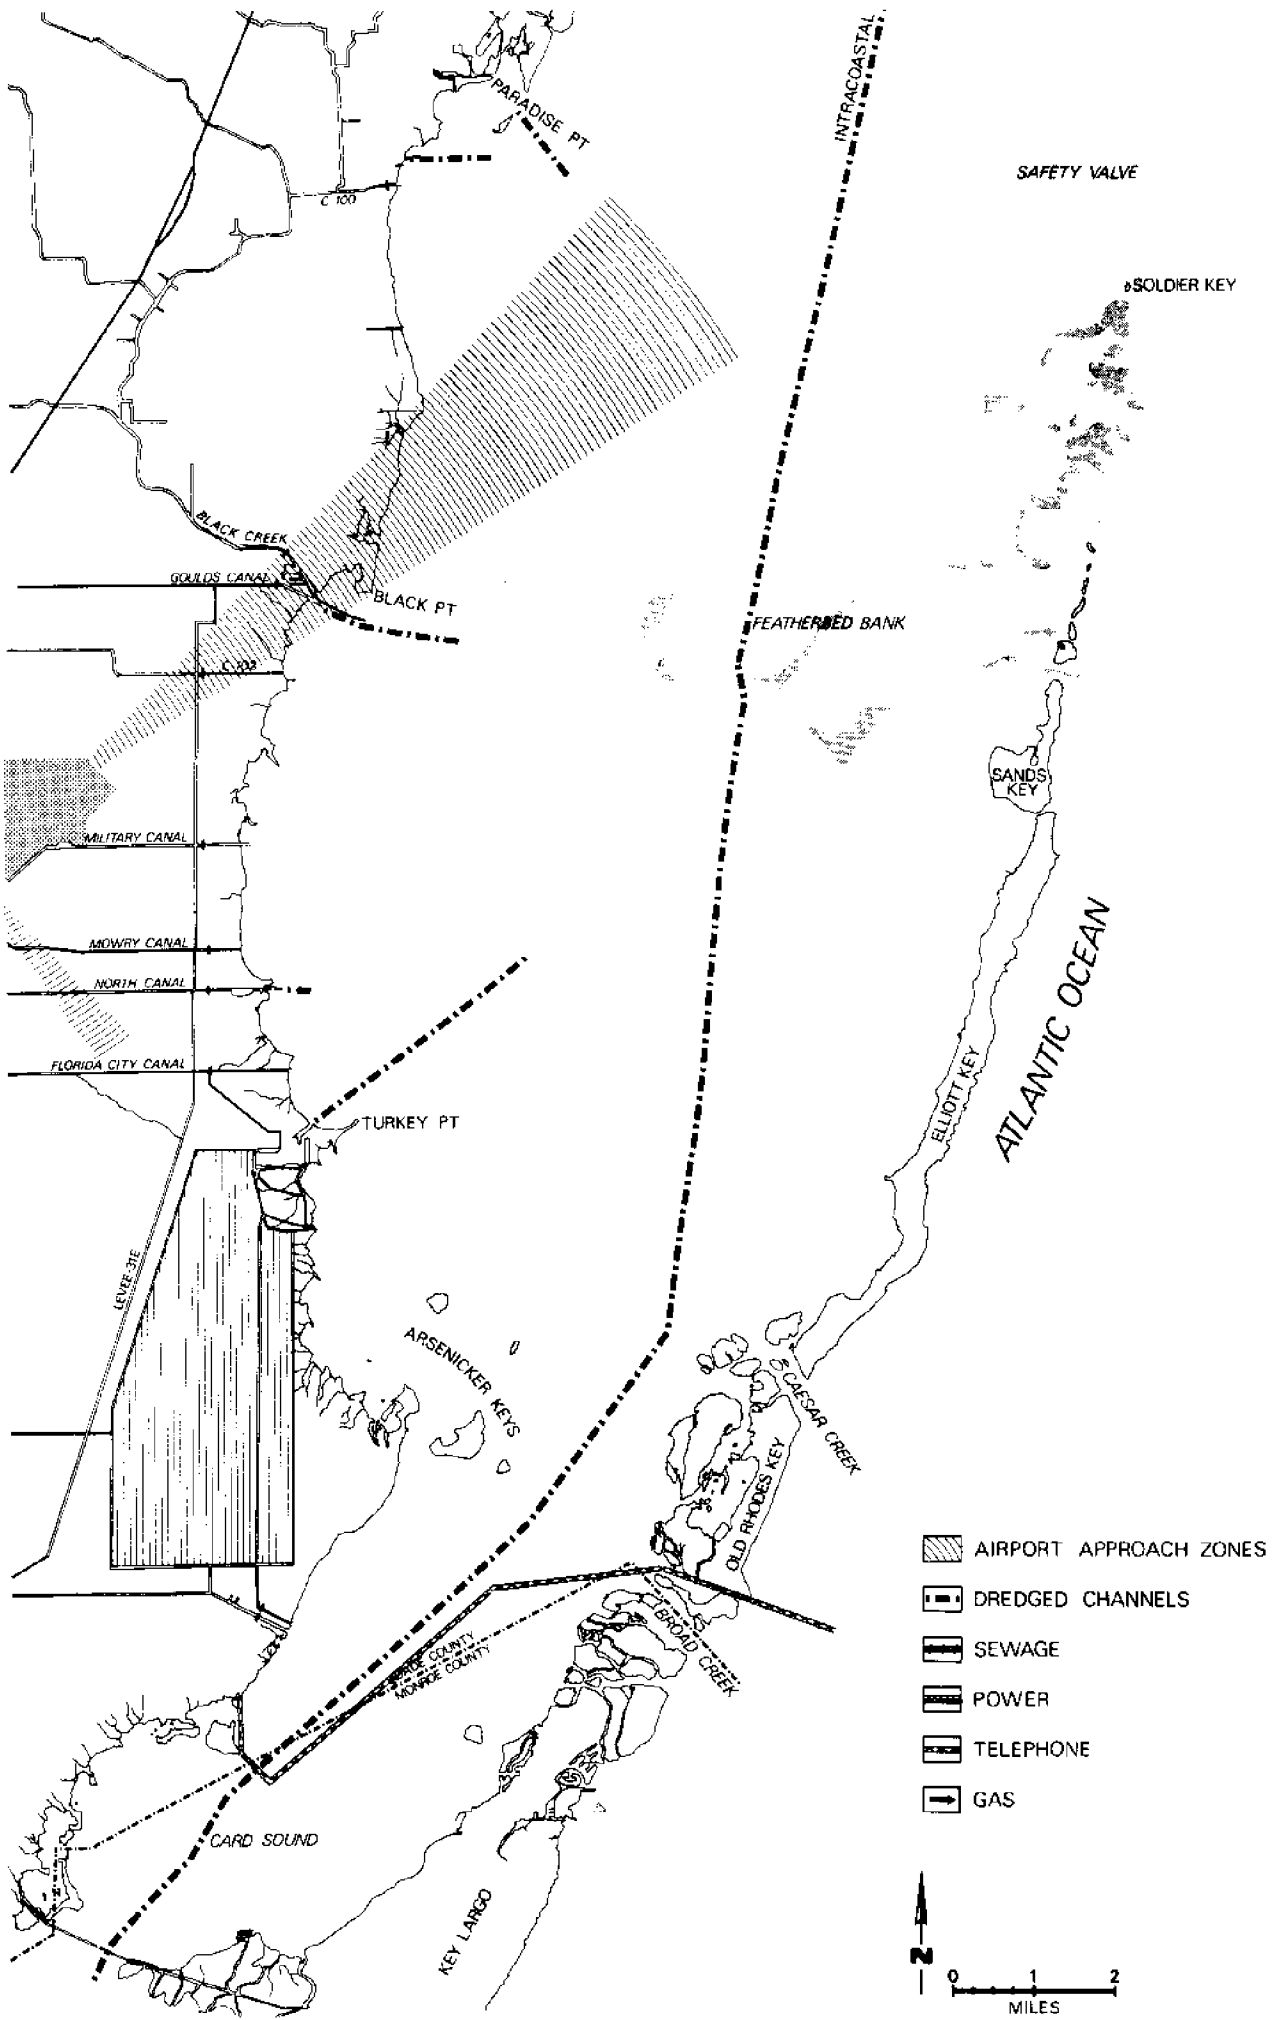 INTRACOASTAL
PARADISE PT
SAFETY VALVE
C 100
SOLDIER KEY
BLACK CREEK
GOULDS CANAL
BLACK PT
FEATHERBED BANK
C 102
SANDS
KEY
MILITARY CANAL
ATLANTIC OCEAN
MOWRY CANAL
NORTH CANAL
FLORIDA CITY CANAL
ELLIOTT KEY
TURKEY PT
LEVEE 31E
ARSENICKER KEYS
CAESAR CREEK
OLD RHODES KEY
AIRPORT APPROACH ZONES
DREDGED CHANNELS
BROAD CREEK
COUNTY
MONROE COUNTY
SEWAGE
POWER
TELEPHONE
GAS
CARD SOUND
KEY LARGO
N
0 1 2
MILES